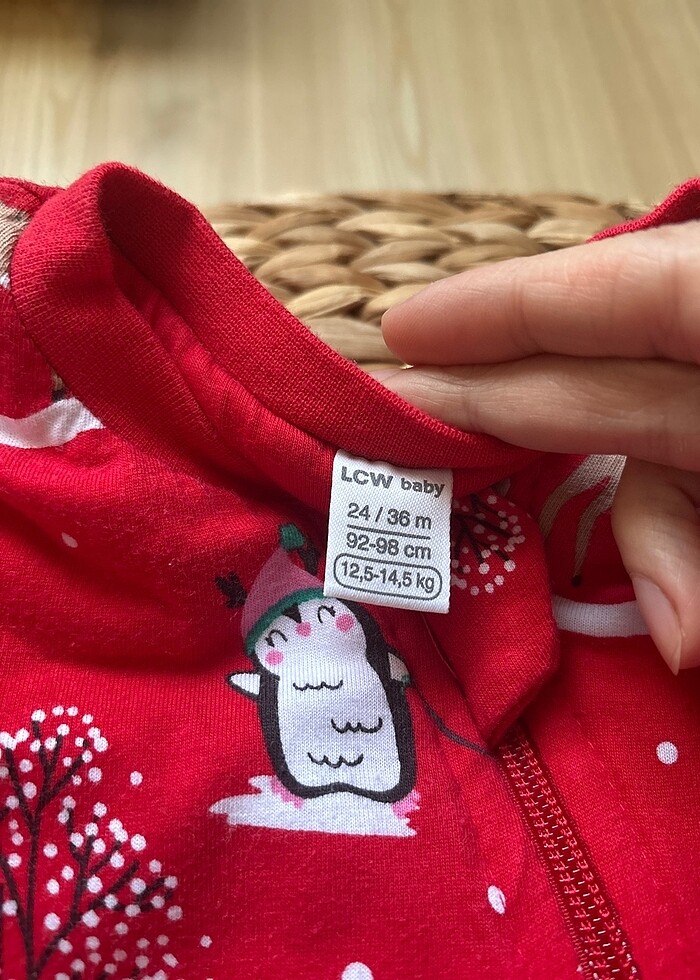 LCW baby
24 / 36 m
92-98 cm
12,5-14,5 kg